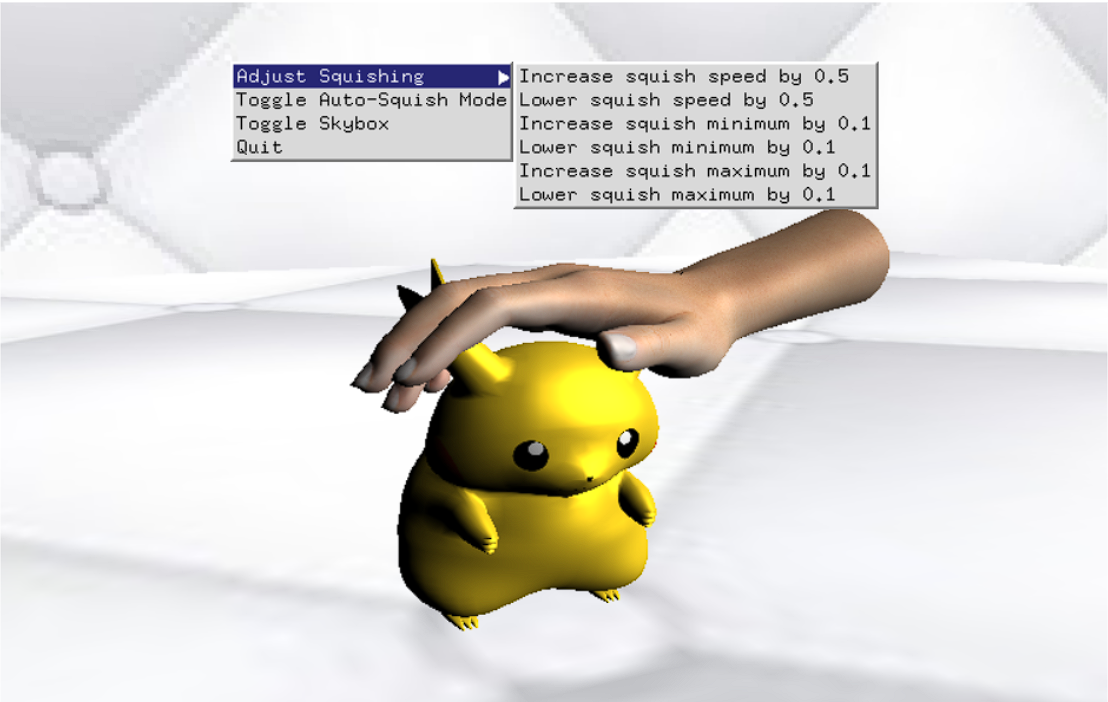 Adjust Squishing
Toggle Auto-Squish Mode
Toggle Skybox
Quit
Increase squish speed by 0.5
Lower squish speed by 0.5
Increase squish minimum by 0.1
Lower squish minimum by 0.1
Increase squish maximum by 0.1
Lower squish maximum by 0.1